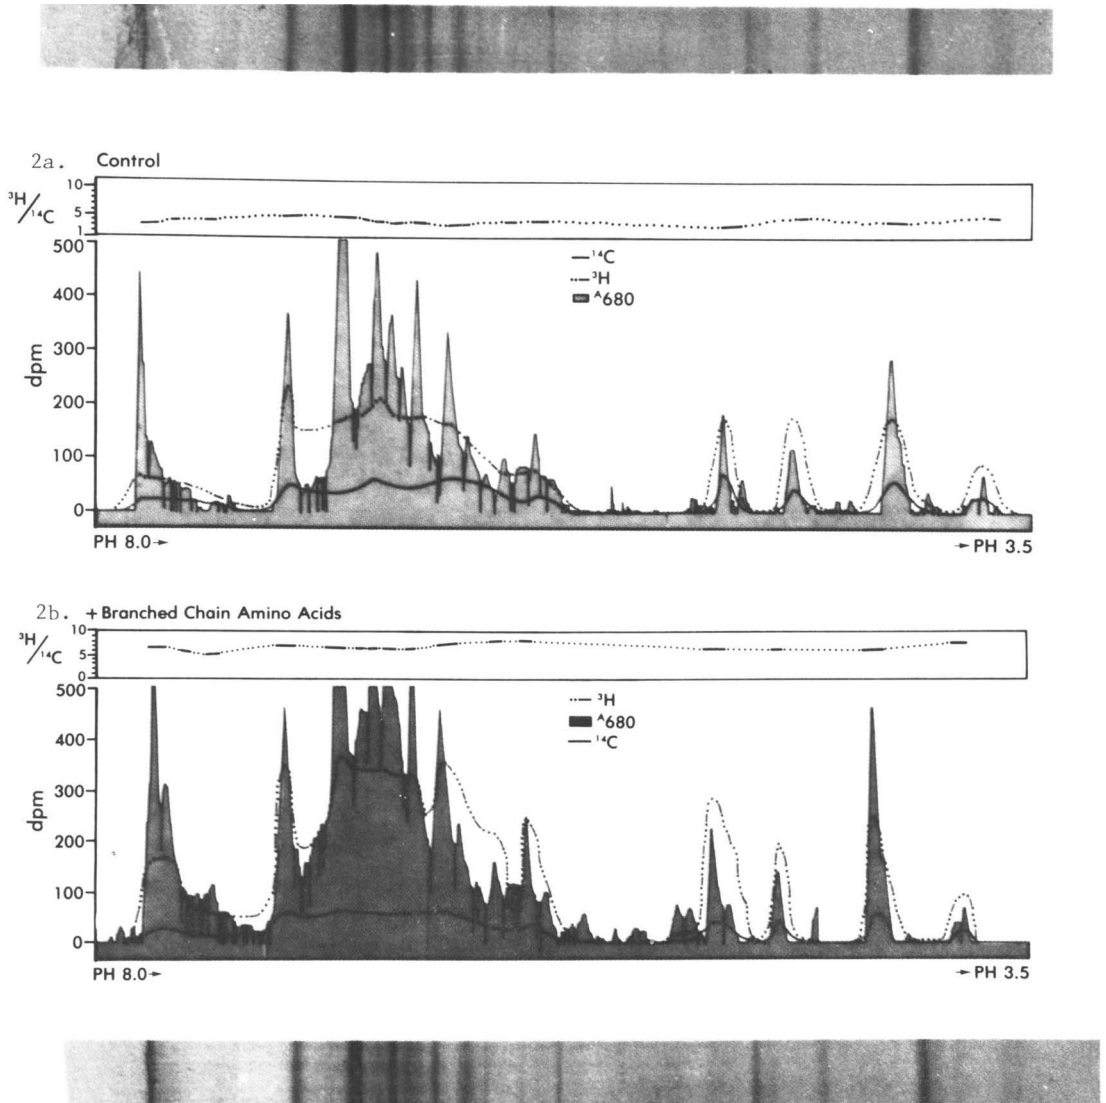 2a. Control
10
³H/¹⁴C
5
1
500
¹⁴C
³H
400
ᴬ680
300
dpm
200
100
0
PH 8.0→
→ PH 3.5
2b. + Branched Chain Amino Acids
10
³H/¹⁴C
5
0
500
³H
ᴬ680
400
¹⁴C
300
dpm
200
100
0
PH 8.0→
→ PH 3.5